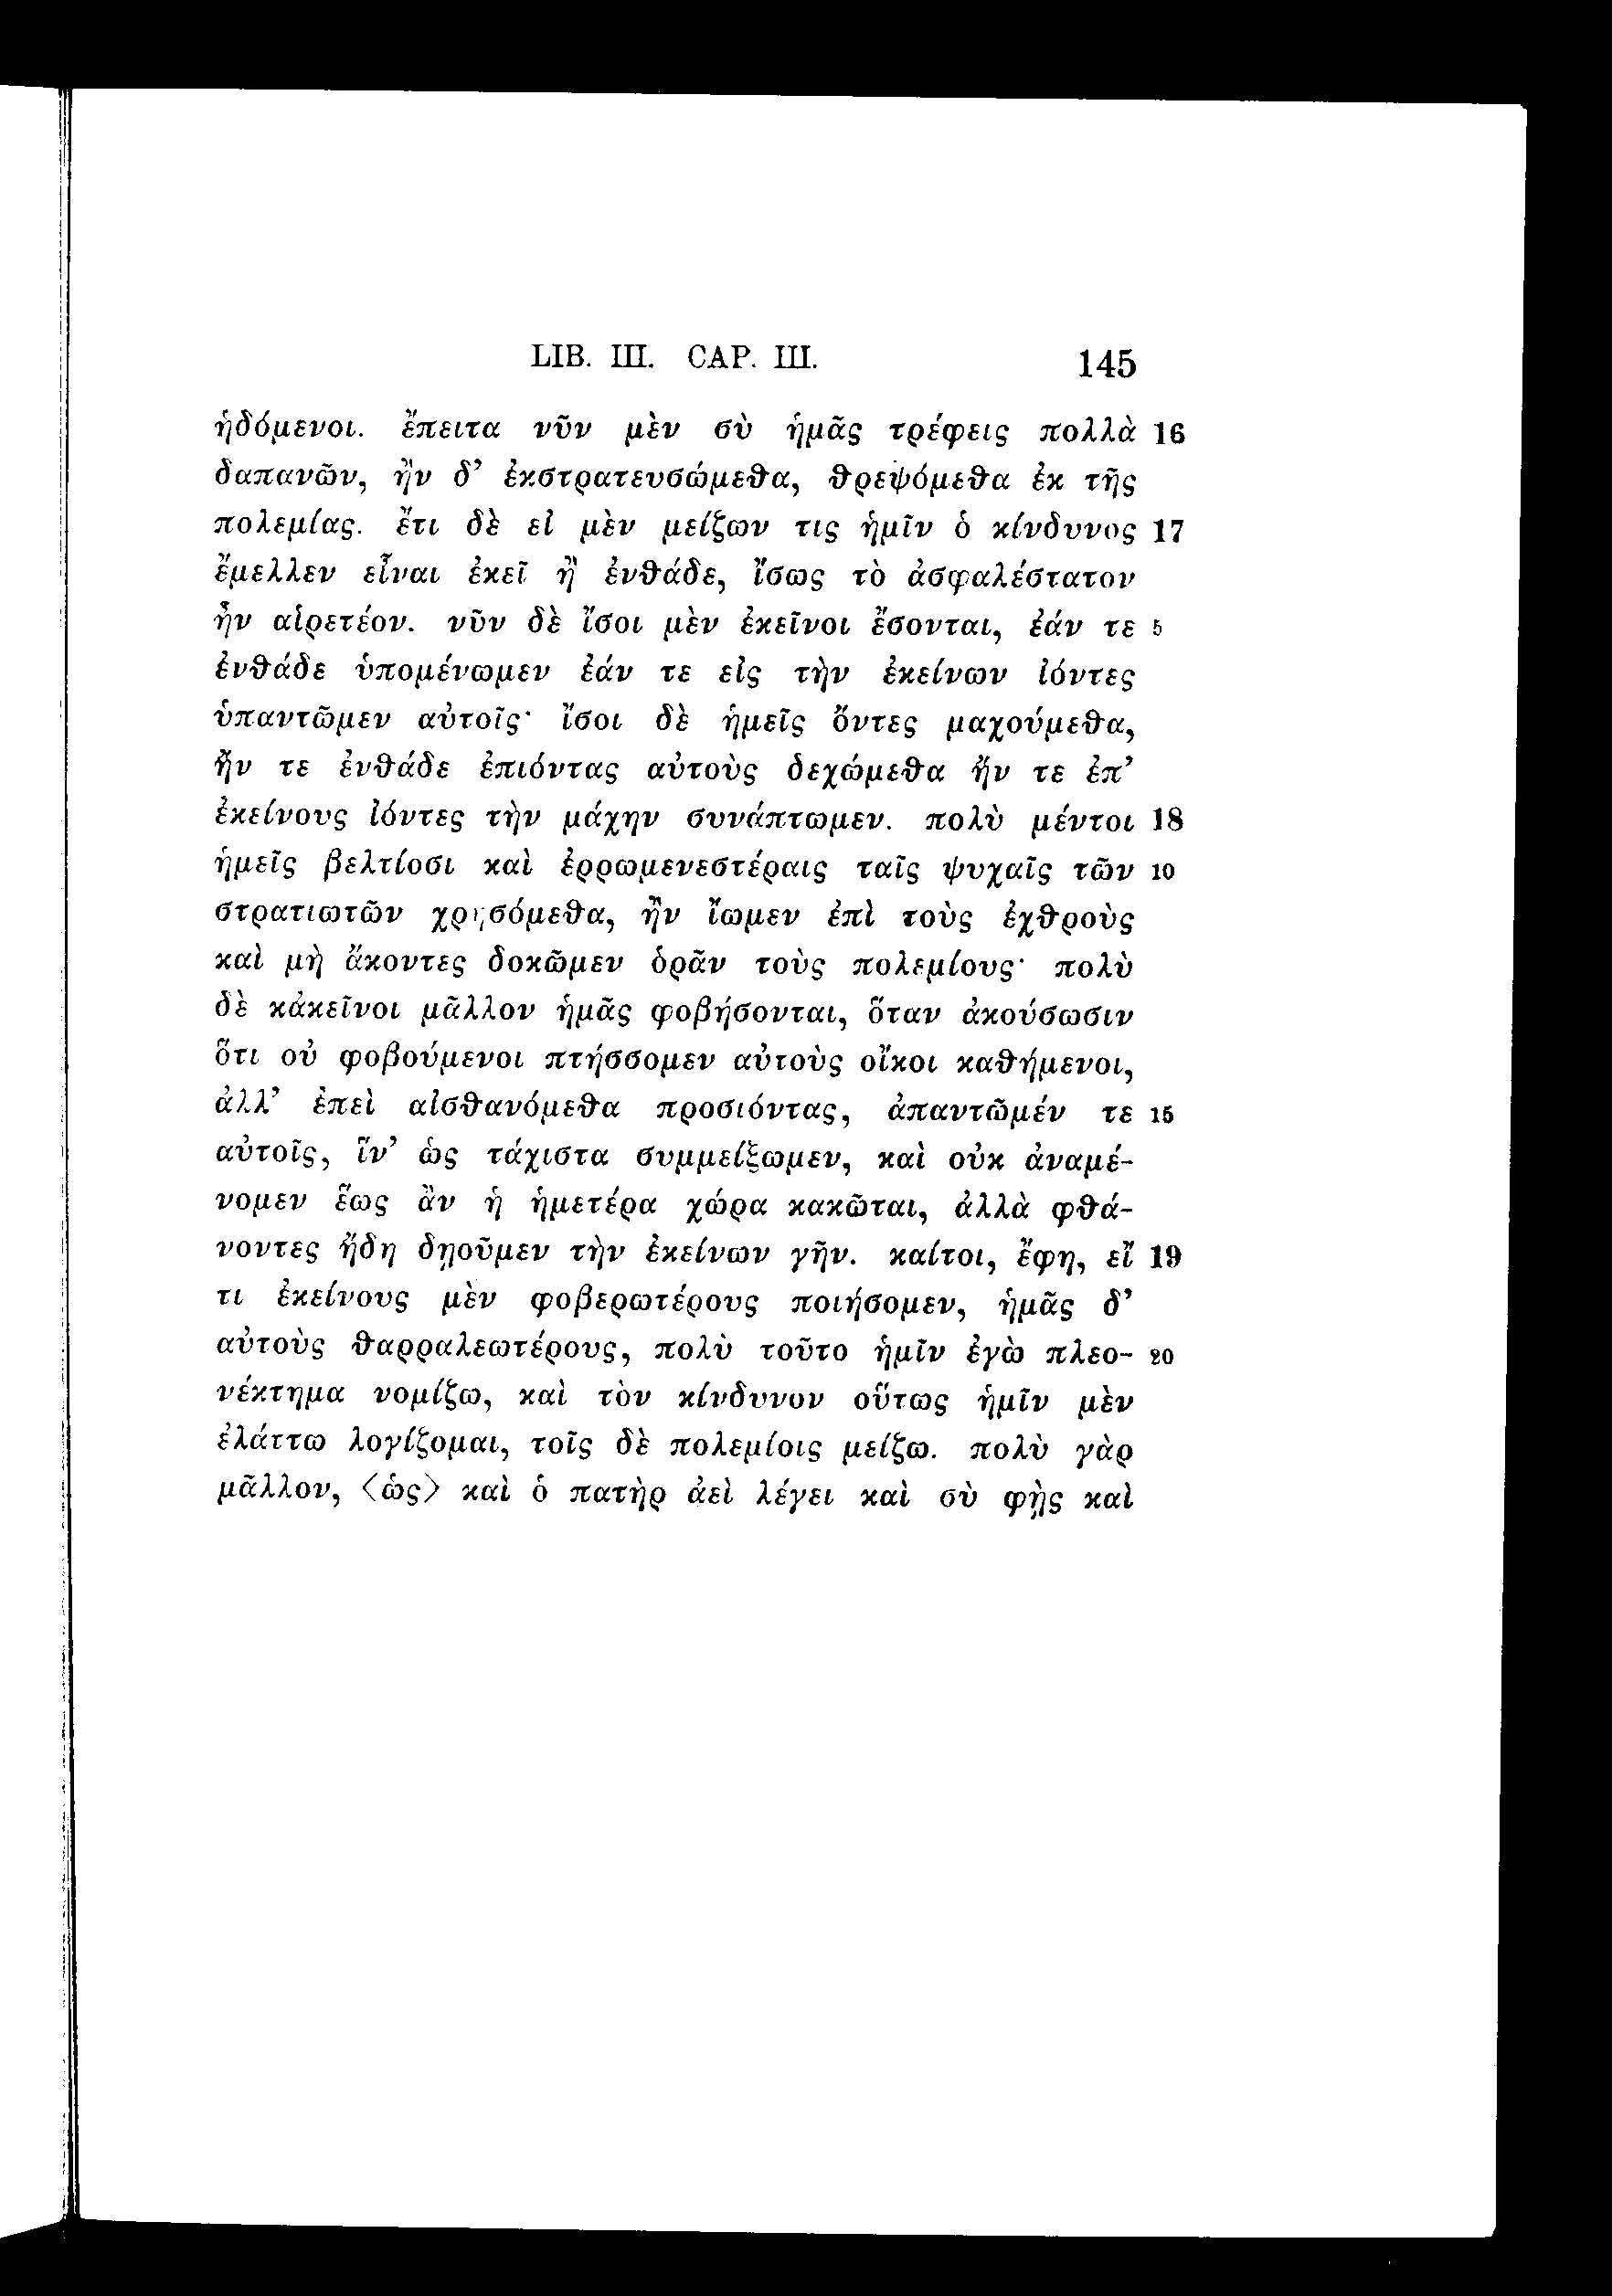 LIB. III. CAP. III. 145
ἡδόμενοι. ἔπειτα νῦν μὲν σὺ ἡμᾶς τρέφεις πολλὰ 16
δαπανῶν, ἢν δ’ ἐκστρατευσώμεθα, θρεψόμεθα ἐκ τῆς
πολεμίας. ἔτι δὲ εἰ μὲν μείζων τις ἡμῖν ὁ κίνδυνος 17
ἔμελλεν εἶναι ἐκεῖ ἢ ἐνθάδε, ἴσως τὸ ἀσφαλέστατον
ἦν αἱρετέον. νῦν δὲ ἴσοι μὲν ἐκεῖνοι ἔσονται, ἐάν τε 5
ἐνθάδε ὑπομένωμεν ἐάν τε εἰς τὴν ἐκείνων ἰόντες
ὑπαντῶμεν αὐτοῖς· ἴσοι δὲ ἡμεῖς ὄντες μαχούμεθα,
ἤν τε ἐνθάδε ἐπιόντας αὐτοὺς δεχώμεθα ἤν τε ἐπ’
ἐκείνους ἰόντες τὴν μάχην συνάπτωμεν. πολὺ μέντοι 18
ἡμεῖς βελτίοσι καὶ ἐρρωμενεστέραις ταῖς ψυχαῖς τῶν 10
στρατιωτῶν χρησόμεθα, ἢν ἴωμεν ἐπὶ τοὺς ἐχθροὺς
καὶ μὴ ἄκοντες δοκῶμεν ὁρᾶν τοὺς πολεμίους· πολὺ
δὲ κἀκεῖνοι μᾶλλον ἡμᾶς φοβήσονται, ὅταν ἀκούσωσιν
ὅτι οὐ φοβούμενοι πτήσσομεν αὐτοὺς οἴκοι καθήμενοι,
ἀλλ’ ἐπεὶ αἰσθανόμεθα προσιόντας, ἀπαντῶμέν τε 15
αὐτοῖς, ἵν’ ὡς τάχιστα συμμείξωμεν, καὶ οὐκ ἀναμέ-
νομεν ἕως ἂν ἡ ἡμετέρα χώρα κακῶται, ἀλλὰ φθά-
νοντες ἤδη δῃοῦμεν τὴν ἐκείνων γῆν. καίτοι, ἔφη, εἴ 19
τι ἐκείνους μὲν φοβερωτέρους ποιήσομεν, ἡμᾶς δ’
αὐτοὺς θαρραλεωτέρους, πολὺ τοῦτο ἡμῖν ἐγὼ πλεο- 20
νέκτημα νομίζω, καὶ τὸν κίνδυνον οὕτως ἡμῖν μὲν
ἐλάττω λογίζομαι, τοῖς δὲ πολεμίοις μείζω. πολὺ γὰρ
μᾶλλον, 〈ὡς〉 καὶ ὁ πατὴρ ἀεὶ λέγει καὶ σὺ φῂς καὶ